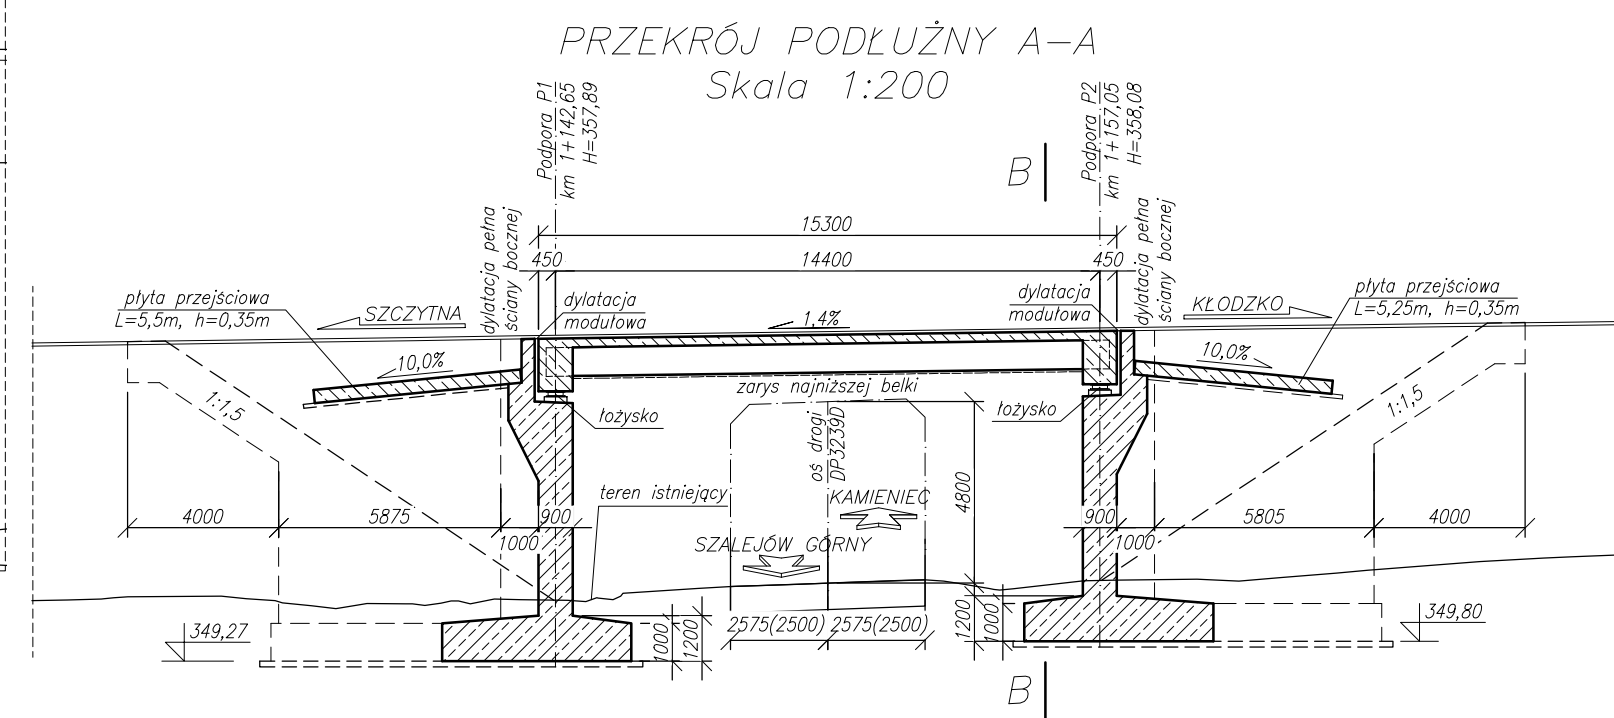 PRZEKRÓJ PODŁUŻNY A–A
Skala 1:200
Podpora P1
km 1+142,65
H=357,89
Podpora P2
km 1+157,05
H=358,08
B
15300
450
14400
450
dylatacja pełna
ściany bocznej
dylatacja pełna
ściany bocznej
płyta przejściowa
L=5,5m, h=0,35m
SZCZYTNA
dylatacja
modułowa
1,4%
dylatacja
modułowa
KŁODZKO
płyta przejściowa
L=5,25m, h=0,35m
10,0%
10,0%
zarys najniższej belki
1:1,5
łożysko
oś drogi
DP3239D
łożysko
1:1,5
4800
teren istniejący
KAMIENIEC
4000
5875
900
1000
900
1000
5805
4000
SZALEJÓW GÓRNY
349,27
1000
1200
2575(2500)
2575(2500)
1200
1000
349,80
B